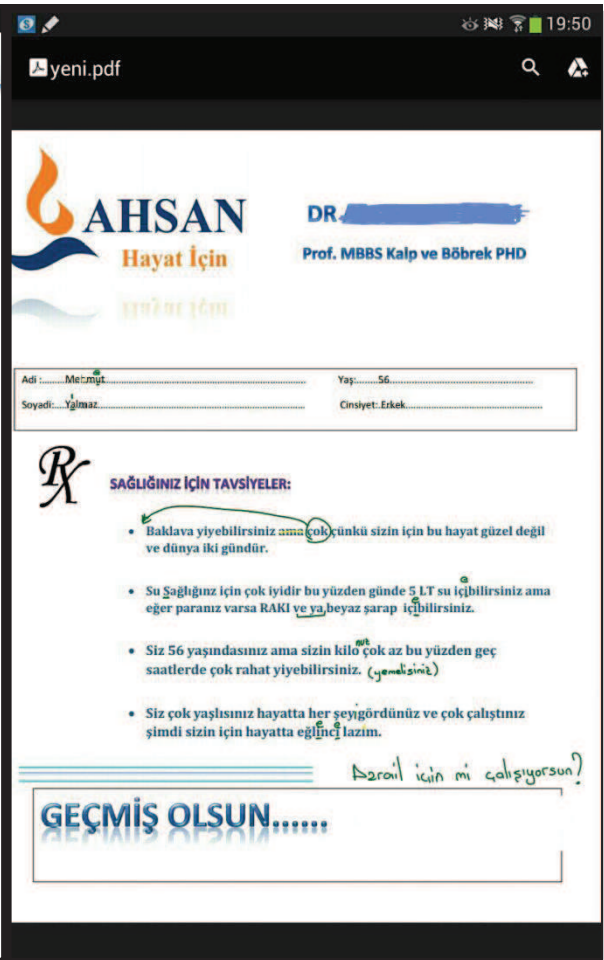 19:50
yeni.pdf
AHSAN
Hayat İçin
DR.
Prof. MBBS Kalp ve Böbrek PHD
Adi :.........Mehmut.......... Yaş:........56..........
Soyadi:....Yalmaz.......... Cinsiyet: Erkek..........
Rx
SAĞLIĞINIZ İÇİN TAVSİYELER:
• Baklava yiyebilirsiniz ama çok çünkü sizin için bu hayat güzel değil
ve dünya iki gündür.
• Su Sağlığınz için çok iyidir bu yüzden günde 5 LT su içibilirsiniz ama
e
eğer paranız varsa RAKI ve ya beyaz şarap içibilirsiniz.
e
• Siz 56 yaşındasınız ama sizin kilo çok az bu yüzden geç
nuz
saatlerde çok rahat yiyebilirsiniz. (yemelisiniz)
• Siz çok yaşlısınız hayatta her şeyigördünüz ve çok çalıştınız
şimdi sizin için hayatta eğlinci lazım.
e e
Azrail için mi çalışıyorsun?
GEÇMİŞ OLSUN......